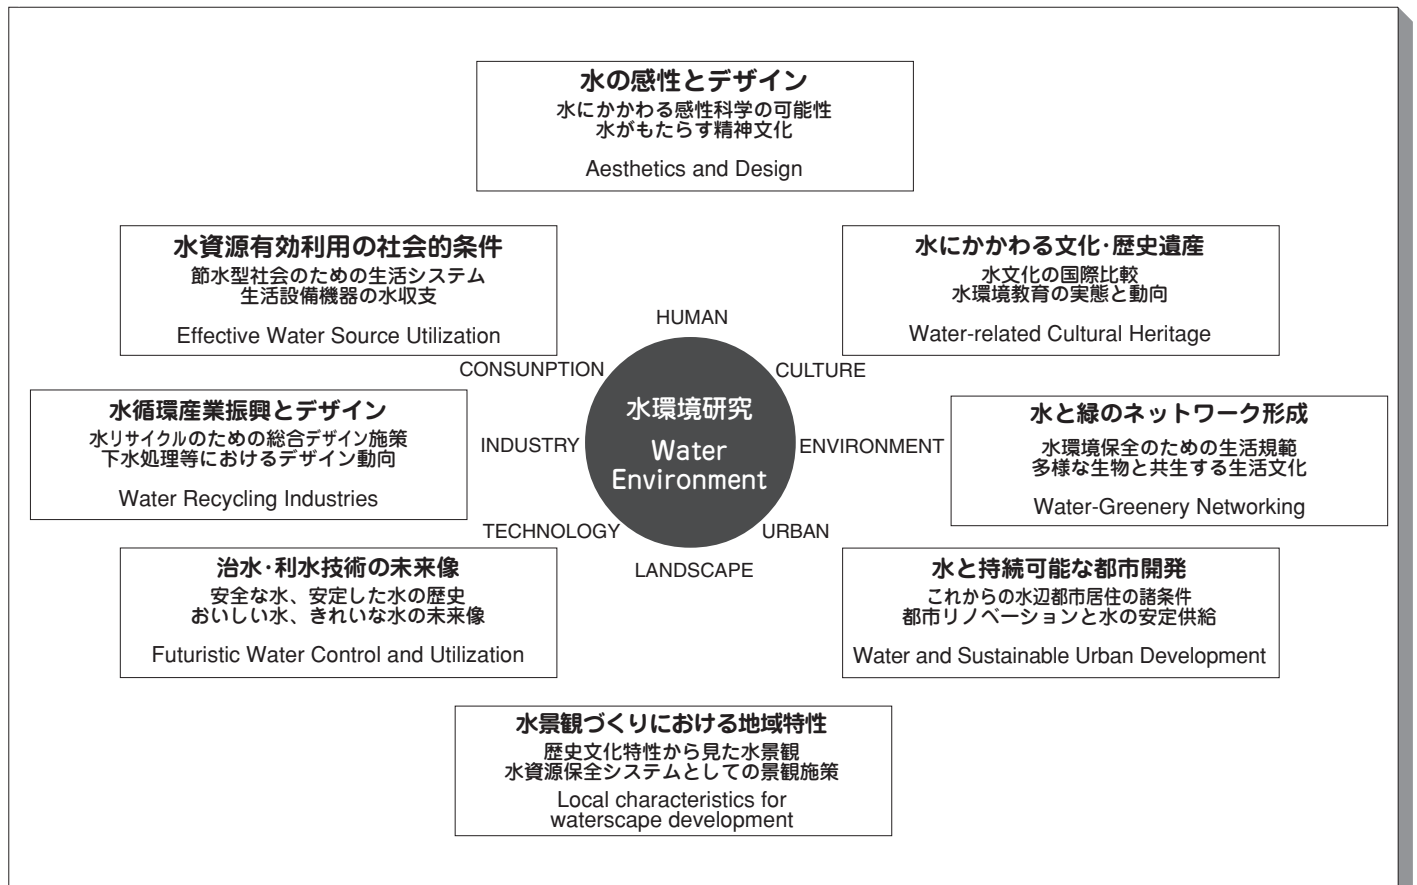 水の感性とデザイン
水にかかわる感性科学の可能性
水がもたらす精神文化
Aesthetics and Design
水資源有効利用の社会的条件
節水型社会のための生活システム
生活設備機器の水収支
Effective Water Source Utilization
水にかかわる文化･歴史遺産
水文化の国際比較
水環境教育の実態と動向
Water-related Cultural Heritage
HUMAN
CONSUNPTION
CULTURE
水循環産業振興とデザイン
水リサイクルのための総合デザイン施策
下水処理等におけるデザイン動向
Water Recycling Industries
INDUSTRY
水環境研究
Water
Environment
ENVIRONMENT
水と緑のネットワーク形成
水環境保全のための生活規範
多様な生物と共生する生活文化
Water-Greenery Networking
TECHNOLOGY
URBAN
LANDSCAPE
治水･利水技術の未来像
安全な水、安定した水の歴史
おいしい水、きれいな水の未来像
Futuristic Water Control and Utilization
水と持続可能な都市開発
これからの水辺都市居住の諸条件
都市リノベーションと水の安定供給
Water and Sustainable Urban Development
水景観づくりにおける地域特性
歴史文化特性から見た水景観
水資源保全システムとしての景観施策
Local characteristics for
waterscape development